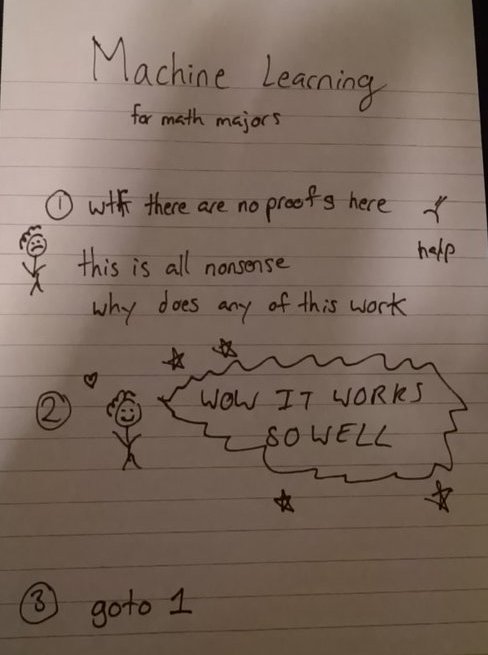 Machine Learning
for math majors
① wtf there are no proofs here
help
this is all nonsense
why does any of this work
② WOW IT WORKS
SO WELL
③ goto 1